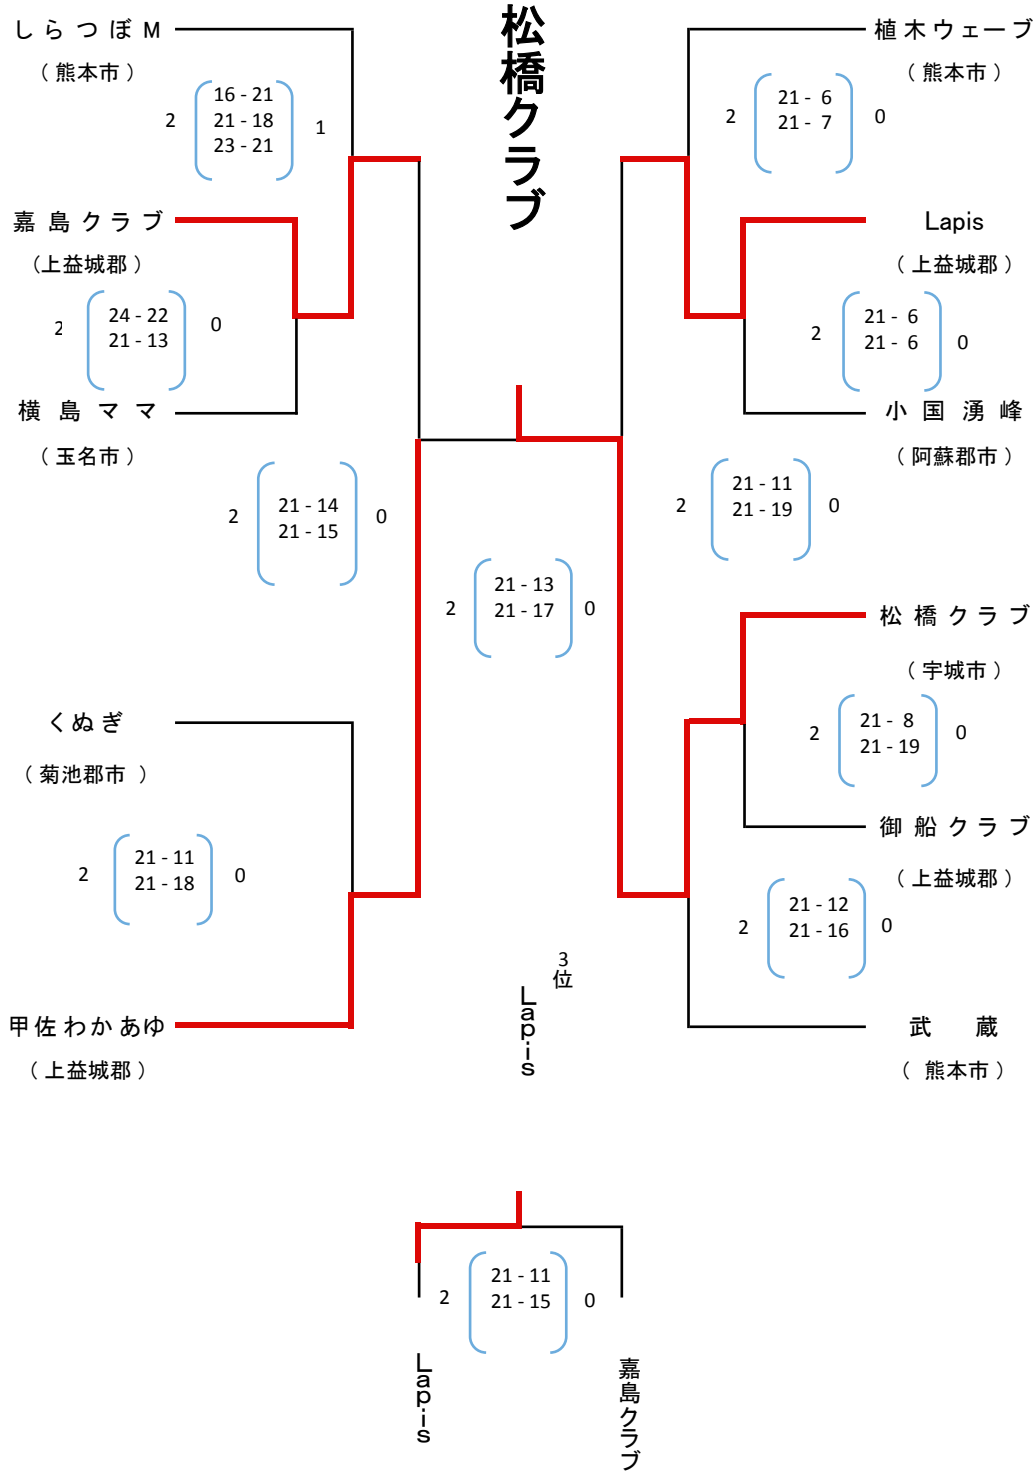 松橋クラブ
しらつぼM
（熊本市）
2
16 - 21
21 - 18
23 - 21
1
嘉島クラブ
（上益城郡）
2
24 - 22
21 - 13
0
横島ママ
（玉名市）
2
21 - 14
21 - 15
0
くぬぎ
（菊池郡市）
2
21 - 11
21 - 18
0
甲佐わかあゆ
（上益城郡）
2
21 - 13
21 - 17
0
植木ウェーブ
（熊本市）
2
21 - 6
21 - 7
0
Lapis
（上益城郡）
2
21 - 6
21 - 6
0
小国湧峰
（阿蘇郡市）
2
21 - 11
21 - 19
0
松橋クラブ
（宇城市）
2
21 - 8
21 - 19
0
御船クラブ
（上益城郡）
2
21 - 12
21 - 16
0
武蔵
（熊本市）
3位
Lapis
2
21 - 11
21 - 15
0
Lapis
嘉島クラブ